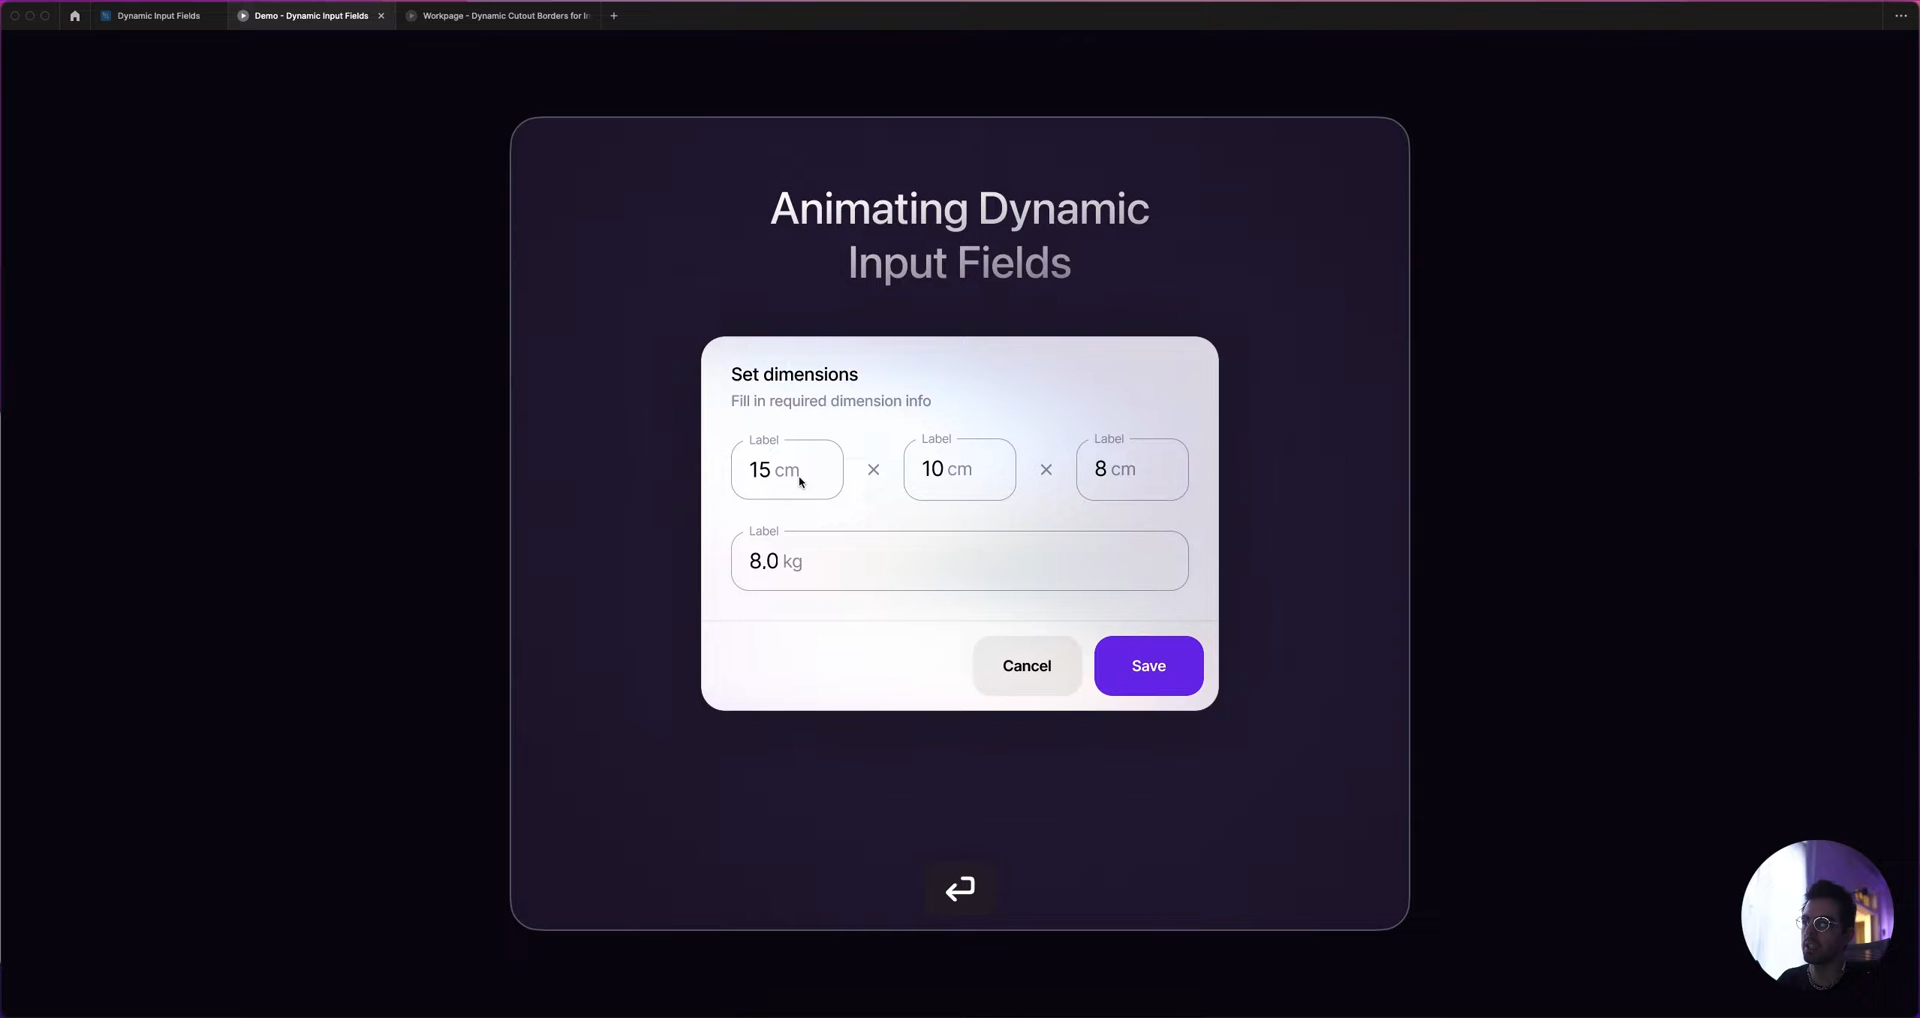 Dynamic Input Fields
Demo - Dynamic Input Fields
Workpage - Dynamic Cutout Borders for In
Animating Dynamic
Input Fields
Set dimensions
Fill in required dimension info
Label
Label
Label
15 cm
×
10 cm
×
8 cm
Label
8.0 kg
Cancel
Save